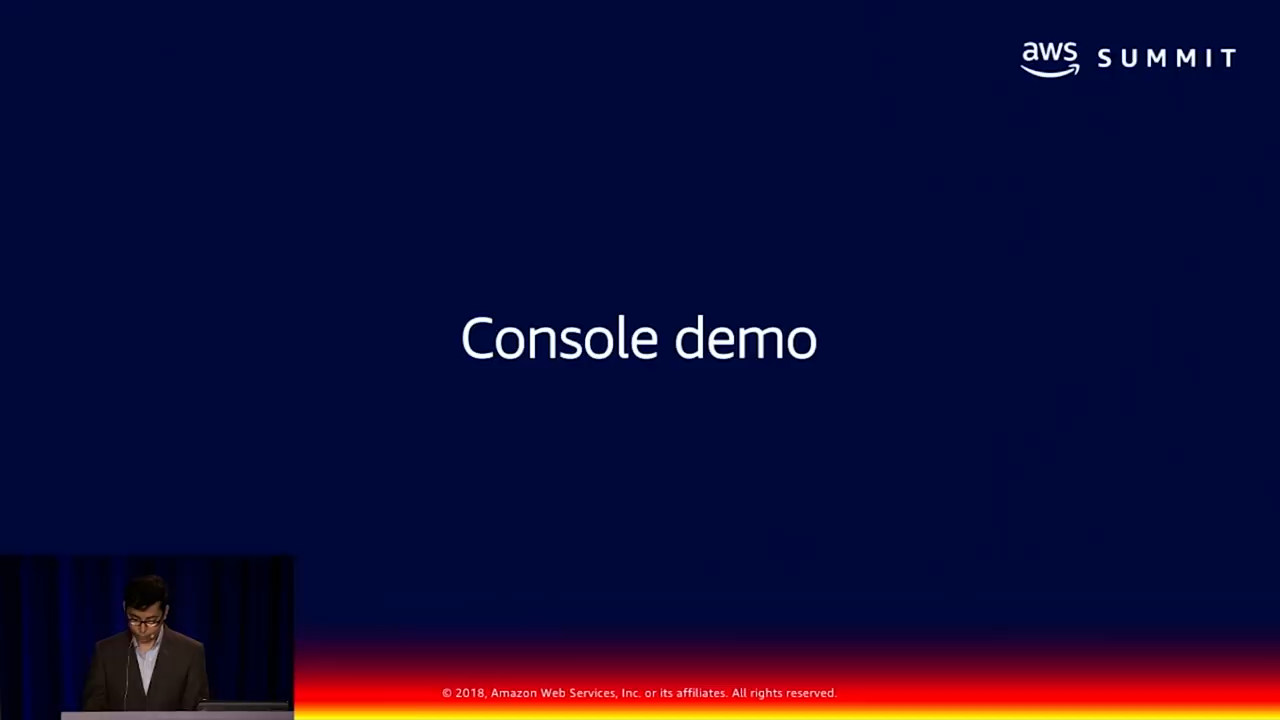 aws SUMMIT
Console demo
© 2018, Amazon Web Services, Inc. or its affiliates. All rights reserved.